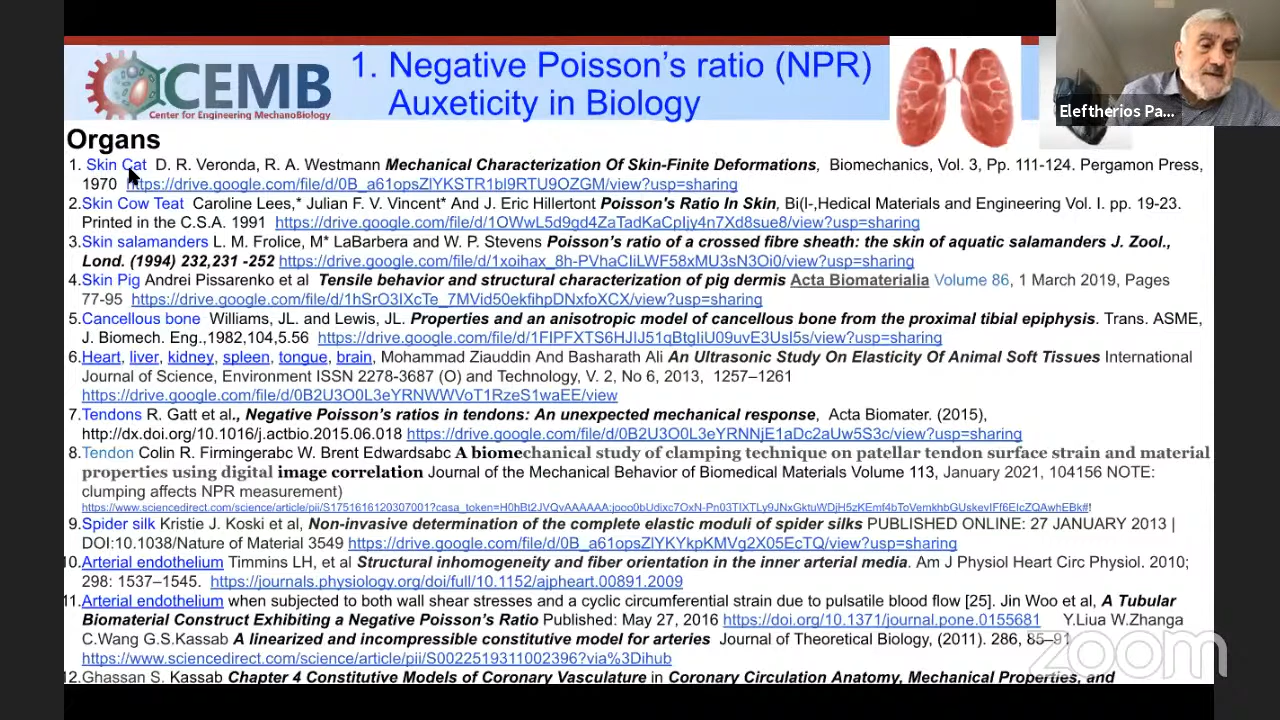 CEMB
Center for Engineering MechanoBiology
1. Negative Poisson's ratio (NPR)
Auxeticity in Biology
Eleftherios Pa...
Organs
1. Skin Cat D. R. Veronda, R. A. Westmann Mechanical Characterization Of Skin-Finite Deformations, Biomechanics, Vol. 3, Pp. 111-124. Pergamon Press,
1970 https://drive.google.com/file/d/0B_a61opsZlYKSTR1bl9RTU9OZGM/view?usp=sharing
2. Skin Cow Teat Caroline Lees,* Julian F. V. Vincent* And J. Eric Hillertont Poisson's Ratio In Skin, Bi(l-,Hedical Materials and Engineering Vol. I. pp. 19-23.
Printed in the C.S.A. 1991 https://drive.google.com/file/d/1OWwL5d9gd4ZaTadKaCpIjy4n7Xd8sue8/view?usp=sharing
3. Skin salamanders L. M. Frolice, M* LaBarbera and W. P. Stevens Poisson's ratio of a crossed fibre sheath: the skin of aquatic salamanders J. Zool.,
Lond. (1994) 232,231 -252 https://drive.google.com/file/d/1xoihax_8h-PVhaCIiLWF58xMU3sN3Oi0/view?usp=sharing
4. Skin Pig Andrei Pissarenko et al Tensile behavior and structural characterization of pig dermis Acta Biomaterialia Volume 86, 1 March 2019, Pages
77-95 https://drive.google.com/file/d/1hSrO3IXcTe_7MVid50ekfihpDNxfoXCX/view?usp=sharing
5. Cancellous bone Williams, JL. and Lewis, JL. Properties and an anisotropic model of cancellous bone from the proximal tibial epiphysis. Trans. ASME,
J. Biomech. Eng.,1982,104,5.56 https://drive.google.com/file/d/1FIPFXTS6HJlJ51qBtgIiU09uvE3Usl5s/view?usp=sharing
6. Heart, liver, kidney, spleen, tongue, brain, Mohammad Ziauddin And Basharath Ali An Ultrasonic Study On Elasticity Of Animal Soft Tissues International
Journal of Science, Environment ISSN 2278-3687 (O) and Technology, V. 2, No 6, 2013, 1257–1261
https://drive.google.com/file/d/0B2U3O0L3eYRNWWVoT1RzeS1waEE/view
7. Tendons R. Gatt et al., Negative Poisson's ratios in tendons: An unexpected mechanical response, Acta Biomater. (2015),
http://dx.doi.org/10.1016/j.actbio.2015.06.018 https://drive.google.com/file/d/0B2U3O0L3eYRNNjE1aDc2aUw5S3c/view?usp=sharing
8. Tendon Colin R. Firmingerabc W. Brent Edwardsabc A biomechanical study of clamping technique on patellar tendon surface strain and material
properties using digital image correlation Journal of the Mechanical Behavior of Biomedical Materials Volume 113, January 2021, 104156 NOTE:
clumping affects NPR measurement)
https://www.sciencedirect.com/science/article/pii/S1751616120307001?casa_token=H0hBt2JVQvAAAAAA:jooo0bUdixc7OxN-Pn03TIXTLy9JNxGktuWDjH5zKEmf4bToVemkhbGUskevIFf6EIcZQAwhEBk#!
9. Spider silk Kristie J. Koski et al, Non-invasive determination of the complete elastic moduli of spider silks PUBLISHED ONLINE: 27 JANUARY 2013 |
DOI:10.1038/Nature of Material 3549 https://drive.google.com/file/d/0B_a61opsZlYKYkpKMVg2X05EcTQ/view?usp=sharing
10. Arterial endothelium Timmins LH, et al Structural inhomogeneity and fiber orientation in the inner arterial media. Am J Physiol Heart Circ Physiol. 2010;
298: 1537–1545. https://journals.physiology.org/doi/full/10.1152/ajpheart.00891.2009
11. Arterial endothelium when subjected to both wall shear stresses and a cyclic circumferential strain due to pulsatile blood flow [25]. Jin Woo et al, A Tubular
Biomaterial Construct Exhibiting a Negative Poisson's Ratio Published: May 27, 2016 https://doi.org/10.1371/journal.pone.0155681 Y.Liua W.Zhanga
C.Wang G.S.Kassab A linearized and incompressible constitutive model for arteries Journal of Theoretical Biology, (2011). 286, 85–91
https://www.sciencedirect.com/science/article/pii/S0022519311002396?via%3Dihub
12. Ghassan S. Kassab Chapter 4 Constitutive Models of Coronary Vasculature in Coronary Circulation Anatomy, Mechanical Properties, and
zoom